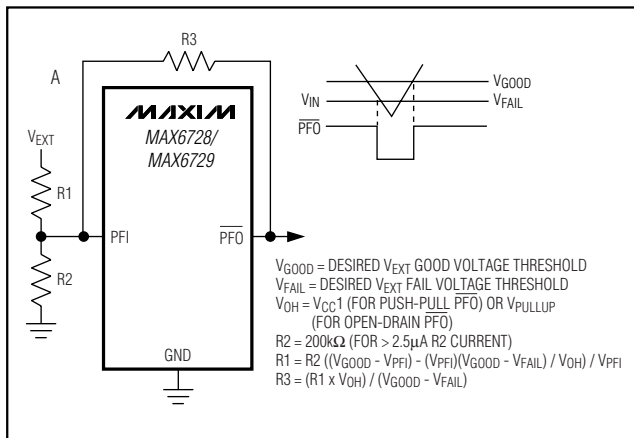 R3
A
MAXIM
MAX6728/
MAX6729
VEXT
R1
PFI
PFO
R2
GND
VIN
PFO
VGOOD
VFAIL
VGOOD = DESIRED VEXT GOOD VOLTAGE THRESHOLD
VFAIL = DESIRED VEXT FAIL VOLTAGE THRESHOLD
VOH = VCC1 (FOR PUSH-PULL PFO) OR VPULLUP
(FOR OPEN-DRAIN PFO)
R2 = 200kΩ (FOR > 2.5µA R2 CURRENT)
R1 = R2 ((VGOOD - VPFI) - (VPFI)(VGOOD - VFAIL) / VOH) / VPFI
R3 = (R1 x VOH) / (VGOOD - VFAIL)